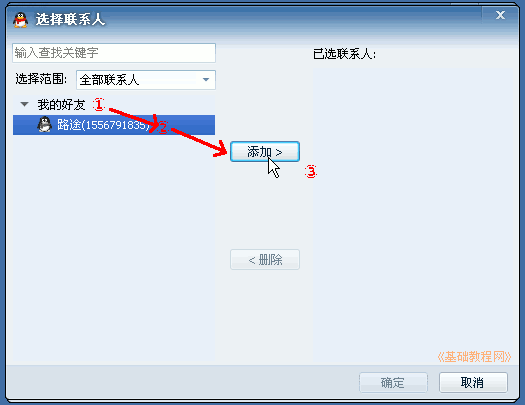 选择联系人
输入查找关键字
已选联系人:
选择范围: 全部联系人
我的好友 ①
路途(1556791835) 2
添加 >
③
< 删除
《基础教程网》
确定 取消